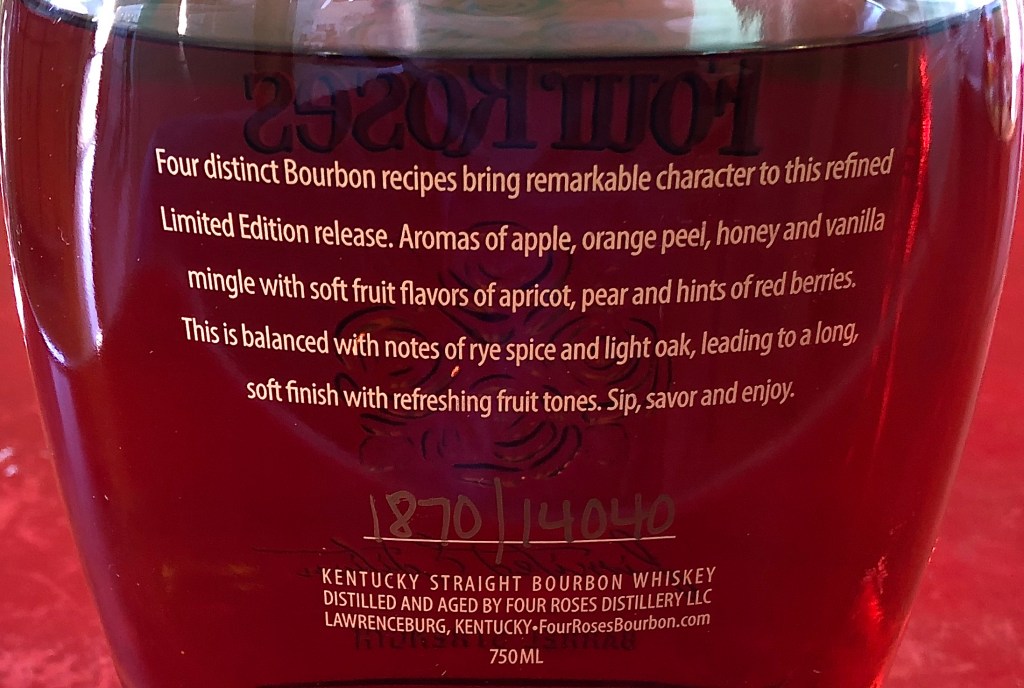 Four Roses
Four distinct Bourbon recipes bring remarkable character to this refined
Limited Edition release. Aromas of apple, orange peel, honey and vanilla
mingle with soft fruit flavors of apricot, pear and hints of red berries.
This is balanced with notes of rye spice and light oak, leading to a long,
soft finish with refreshing fruit tones. Sip, savor and enjoy.
1870/14040
Limited Edition
KENTUCKY STRAIGHT BOURBON WHISKEY
DISTILLED AND AGED BY FOUR ROSES DISTILLERY LLC
LAWRENCEBURG, KENTUCKY•FourRosesBourbon.com
BARREL STRENGTH
750ML